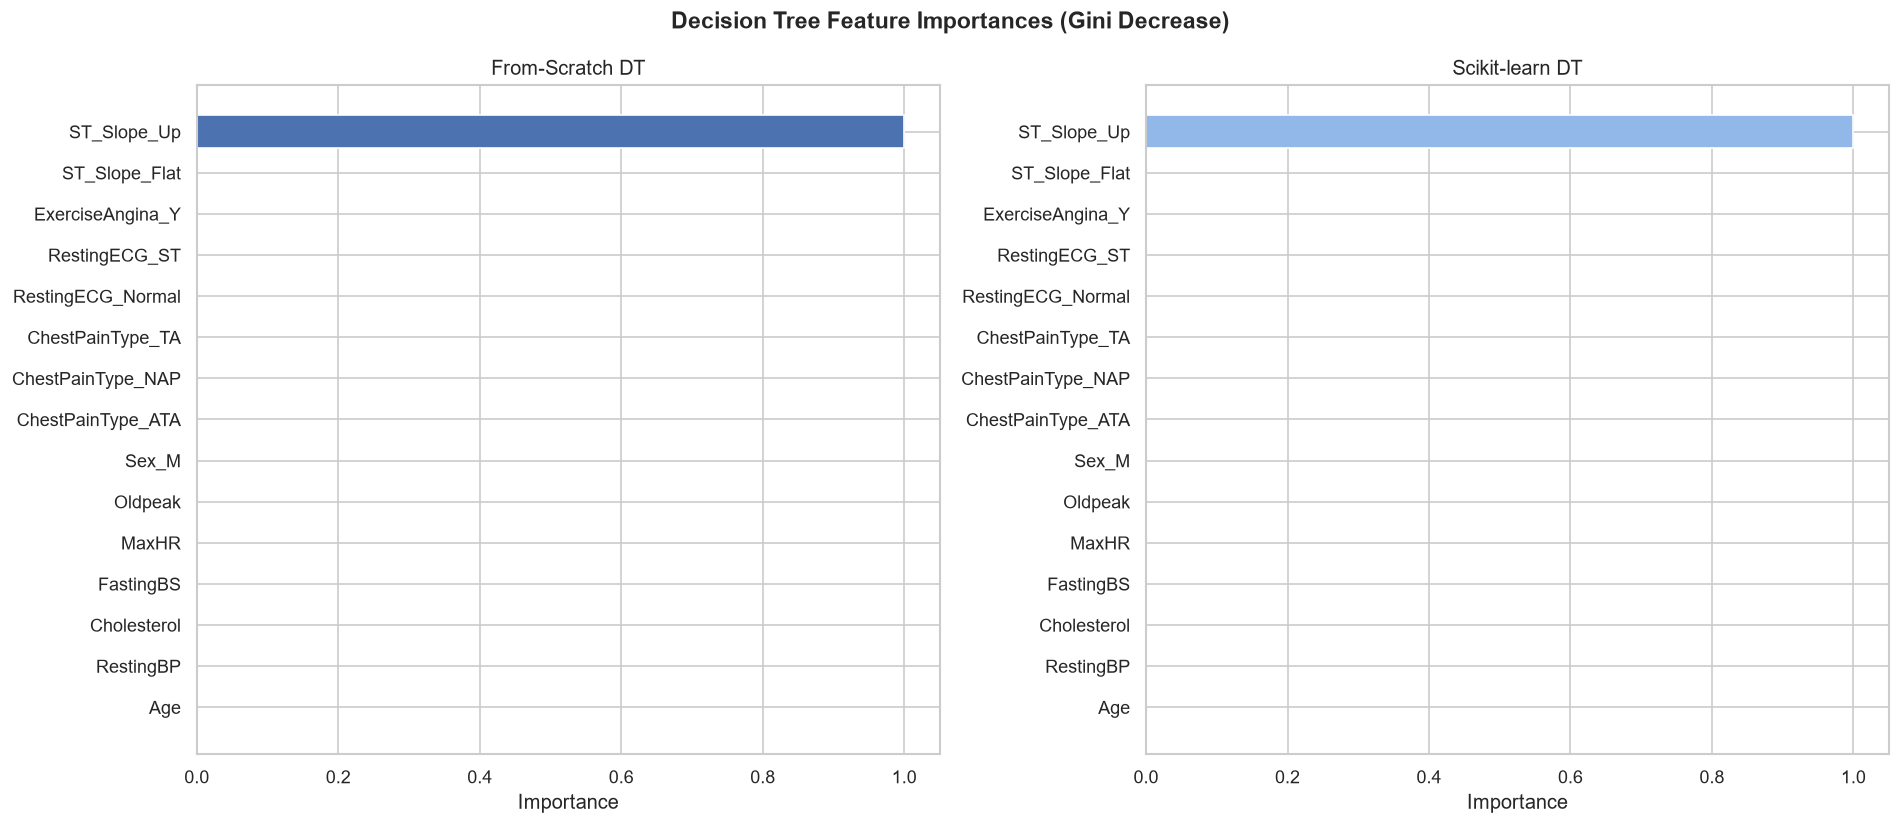 Decision Tree Feature Importances (Gini Decrease)
From-Scratch DT
ST_Slope_Up
ST_Slope_Flat
ExerciseAngina_Y
RestingECG_ST
RestingECG_Normal
ChestPainType_TA
ChestPainType_NAP
ChestPainType_ATA
Sex_M
Oldpeak
MaxHR
FastingBS
Cholesterol
RestingBP
Age
0.0 0.2 0.4 0.6 0.8 1.0
Importance
Scikit-learn DT
ST_Slope_Up
ST_Slope_Flat
ExerciseAngina_Y
RestingECG_ST
RestingECG_Normal
ChestPainType_TA
ChestPainType_NAP
ChestPainType_ATA
Sex_M
Oldpeak
MaxHR
FastingBS
Cholesterol
RestingBP
Age
0.0 0.2 0.4 0.6 0.8 1.0
Importance